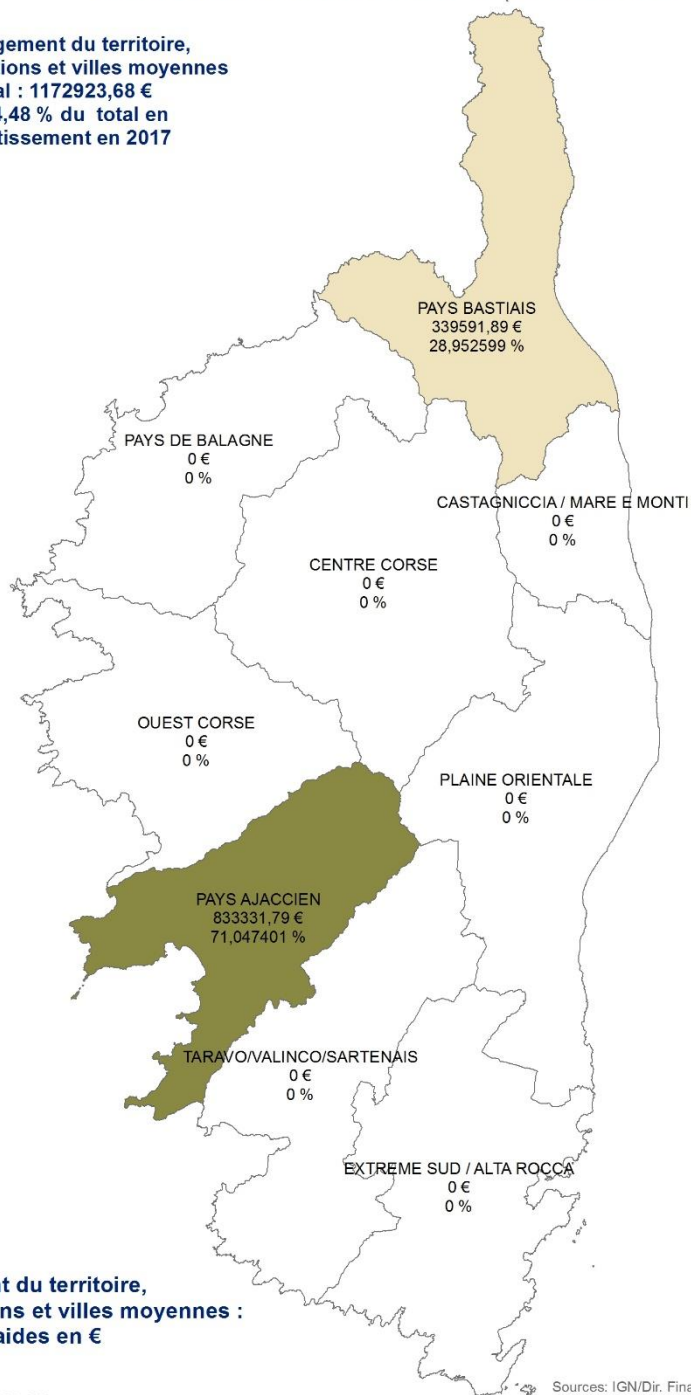 gement du territoire,
ions et villes moyennes
al : 1172923,68 €
4,48 % du total en
tissement en 2017
PAYS BASTIAIS
339591,89 €
28,952599 %
PAYS DE BALAGNE
0 €
0 %
CASTAGNICCIA / MARE E MONTI
0 €
0 %
CENTRE CORSE
0 €
0 %
OUEST CORSE
0 €
0 %
PLAINE ORIENTALE
0 €
0 %
PAYS AJACCIEN
833331,79 €
71,047401 %
TARAVO/VALINCO/SARTENAIS
0 €
0 %
EXTREME SUD / ALTA ROCCA
0 €
0 %
nt du territoire,
ns et villes moyennes :
aides en €
Sources: IGN/Dir. Fina